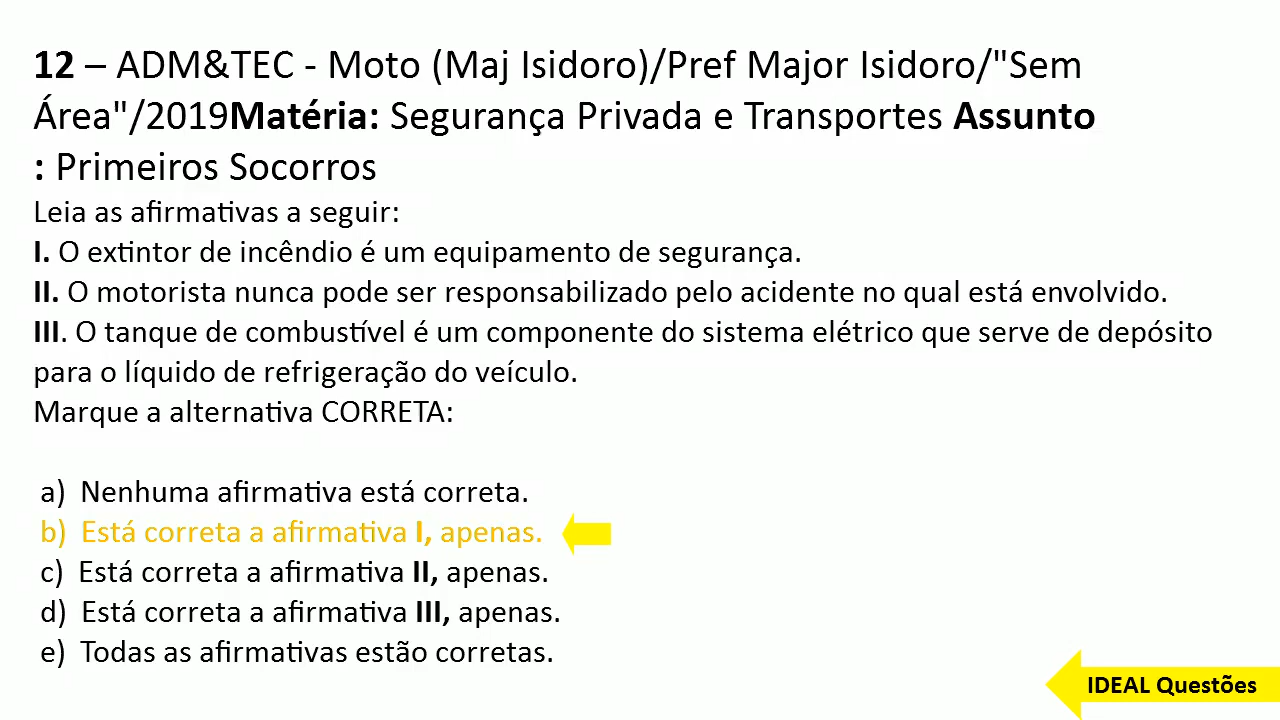 12 – ADM&TEC - Moto (Maj Isidoro)/Pref Major Isidoro/"Sem
Área"/2019Matéria: Segurança Privada e Transportes Assunto
: Primeiros Socorros
Leia as afirmativas a seguir:
I. O extintor de incêndio é um equipamento de segurança.
II. O motorista nunca pode ser responsabilizado pelo acidente no qual está envolvido.
III. O tanque de combustível é um componente do sistema elétrico que serve de depósito
para o líquido de refrigeração do veículo.
Marque a alternativa CORRETA:
a) Nenhuma afirmativa está correta.
b) Está correta a afirmativa I, apenas.
c) Está correta a afirmativa II, apenas.
d) Está correta a afirmativa III, apenas.
e) Todas as afirmativas estão corretas.
IDEAL Questões